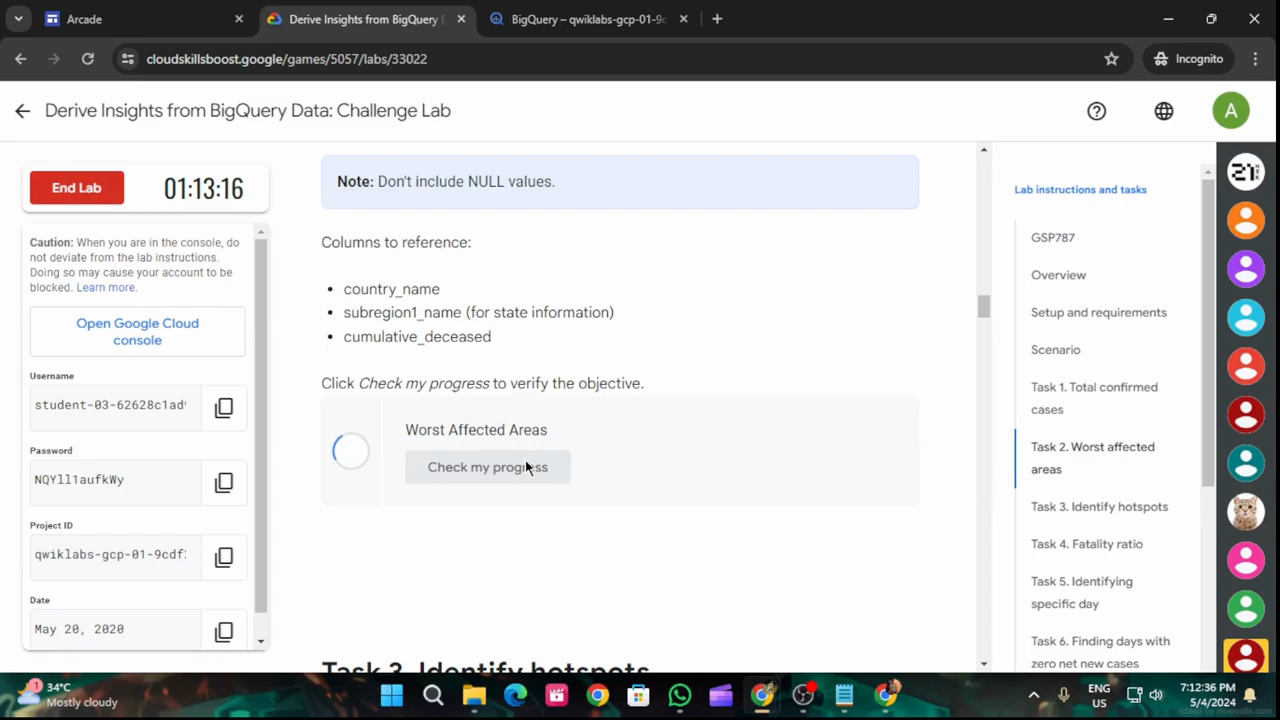 Arcade
Derive Insights from BigQuery
BigQuery – qwiklabs-gcp-01-9c
cloudskillsboost.google/games/5057/labs/33022
Incognito
Derive Insights from BigQuery Data: Challenge Lab
A
End Lab
01:13:16
Caution: When you are in the console, do
not deviate from the lab instructions.
Doing so may cause your account to be
blocked. Learn more.
Open Google Cloud
console
Username
student-03-62628c1ad
Password
NQYll1aufkWy
Project ID
qwiklabs-gcp-01-9cdf
Date
May 20, 2020
Note: Don't include NULL values.
Columns to reference:
• country_name
• subregion1_name (for state information)
• cumulative_deceased
Click Check my progress to verify the objective.
Worst Affected Areas
Check my progress
Task 3. Identify hotspots
Lab instructions and tasks
GSP787
Overview
Setup and requirements
Scenario
Task 1. Total confirmed
cases
Task 2. Worst affected
areas
Task 3. Identify hotspots
Task 4. Fatality ratio
Task 5. Identifying
specific day
Task 6. Finding days with
zero net new cases
1
34°C
Mostly cloudy
ENG
US
7:12:36 PM
5/4/2024